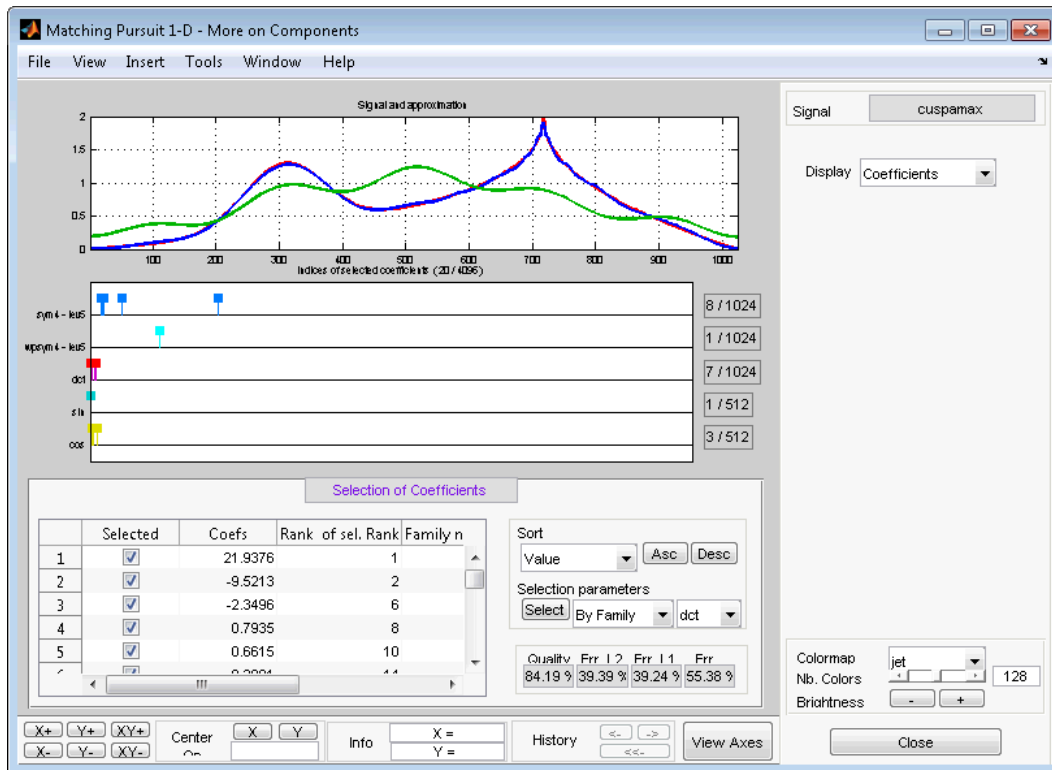 Matching Pursuit 1-D - More on Components
File View Insert Tools Window Help
Signal and approximation
2
1.5
1
0.5
0
100 200 300 400 500 600 700 800 900 1000
Indices of selected coefficients (20 / 4096)
sym4 - lev5
wpsym4 - lev5
dct
sin
cos
8 / 1024
1 / 1024
7 / 1024
1 / 512
3 / 512
Selection of Coefficients
Selected Coefs Rank of sel. Rank Family n
1 21.9376 1
2 -9.5213 2
3 -2.3496 6
4 0.7935 8
5 0.6615 10
Sort
Value Asc Desc
Selection parameters
Select By Family dct
Quality Err. L2 Err. L1 Err.
84.19 % 39.39 % 39.24 % 55.38 %
Signal cuspamax
Display Coefficients
Colormap jet
Nb. Colors 128
Brightness - +
X+ Y+ XY+
X- Y- XY-
Center On
X Y
Info X =
Y =
History <- ->
<<-
View Axes
Close